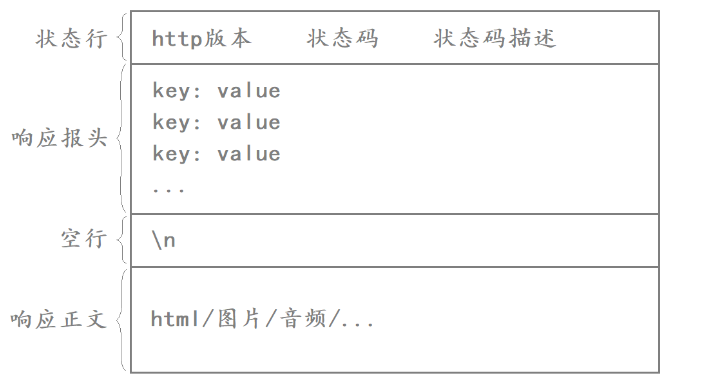 状态行 http版本 状态码 状态码描述
key: value
key: value
响应报头
key: value
...
空行 \n
响应正文 html/图片/音频/...